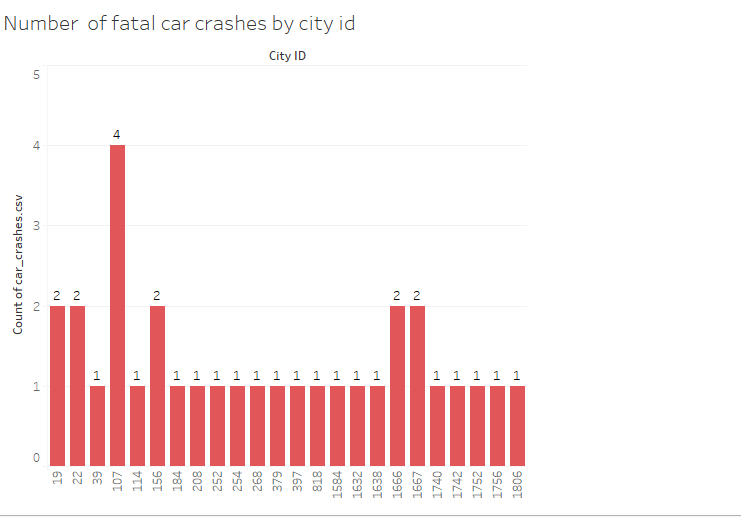 Number of fatal car crashes by city id
City ID
5
4
3
2
1
0
Count of car_crashes.csv
2 2 1 4 1 2 1 1 1 1 1 1 1 1 1 1 1 2 2 1 1 1 1 1
19 22 39 107 114 156 184 208 252 254 268 379 397 818 1584 1632 1638 1666 1667 1740 1742 1752 1756 1806